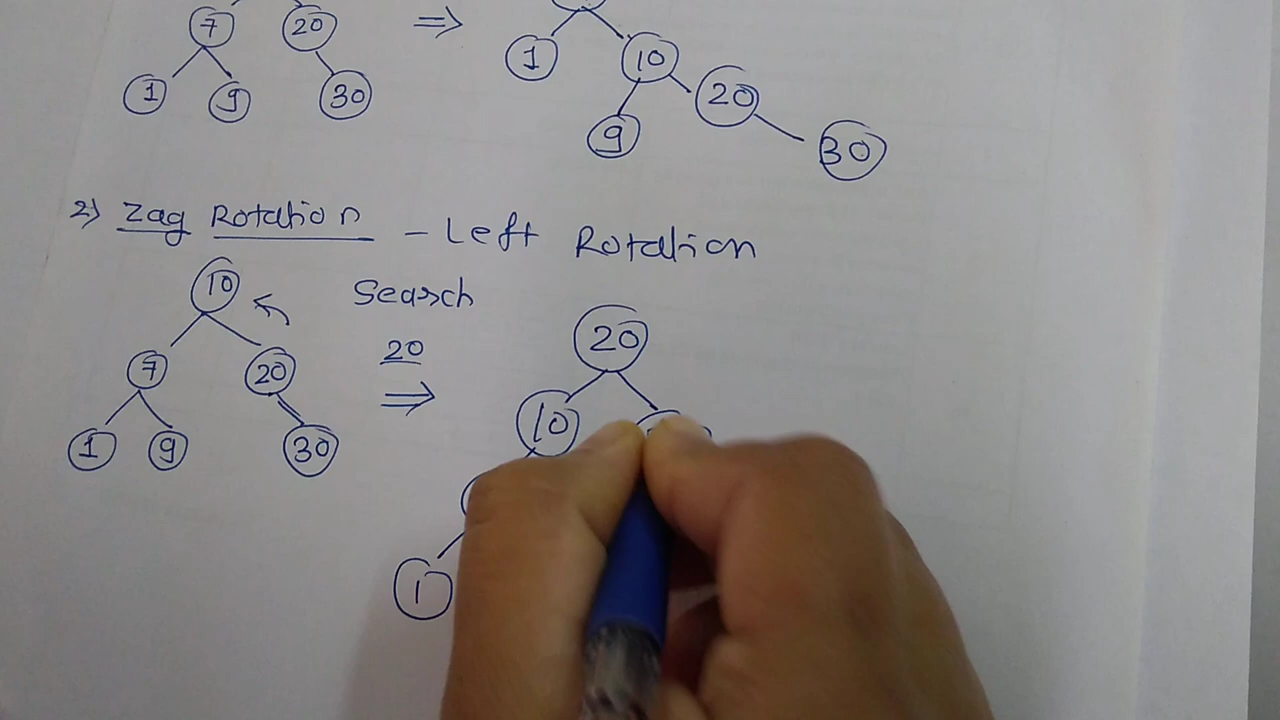 7 20 ⇒ 1 10 20
1 9 30 9 30
2) Zag Rotation - Left Rotation
10 Search
7 20 20 ⇒ 20
1 9 30 10
1